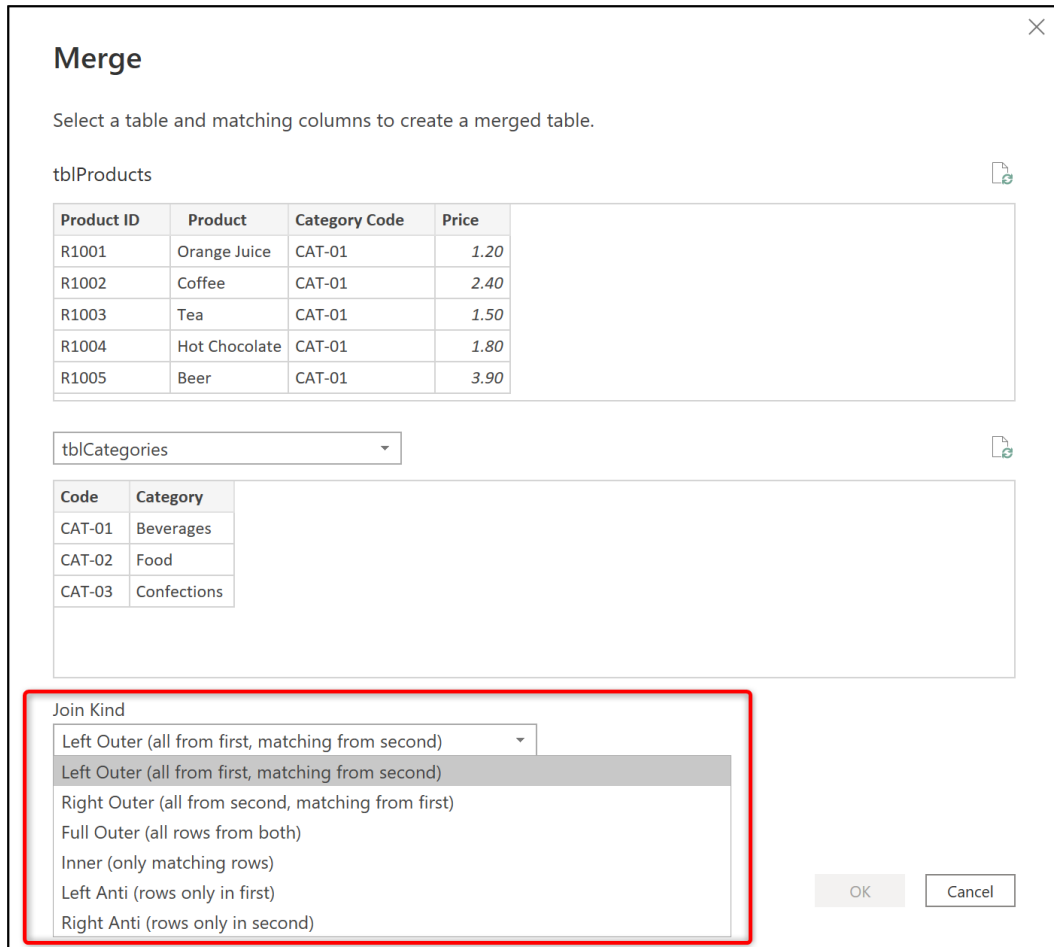 Merge
Select a table and matching columns to create a merged table.
tblProducts
Product ID Product Category Code Price
R1001 Orange Juice CAT-01 1.20
R1002 Coffee CAT-01 2.40
R1003 Tea CAT-01 1.50
R1004 Hot Chocolate CAT-01 1.80
R1005 Beer CAT-01 3.90
tblCategories
Code Category
CAT-01 Beverages
CAT-02 Food
CAT-03 Confections
Join Kind
Left Outer (all from first, matching from second)
Left Outer (all from first, matching from second)
Right Outer (all from second, matching from first)
Full Outer (all rows from both)
Inner (only matching rows)
Left Anti (rows only in first)
Right Anti (rows only in second)
OK Cancel